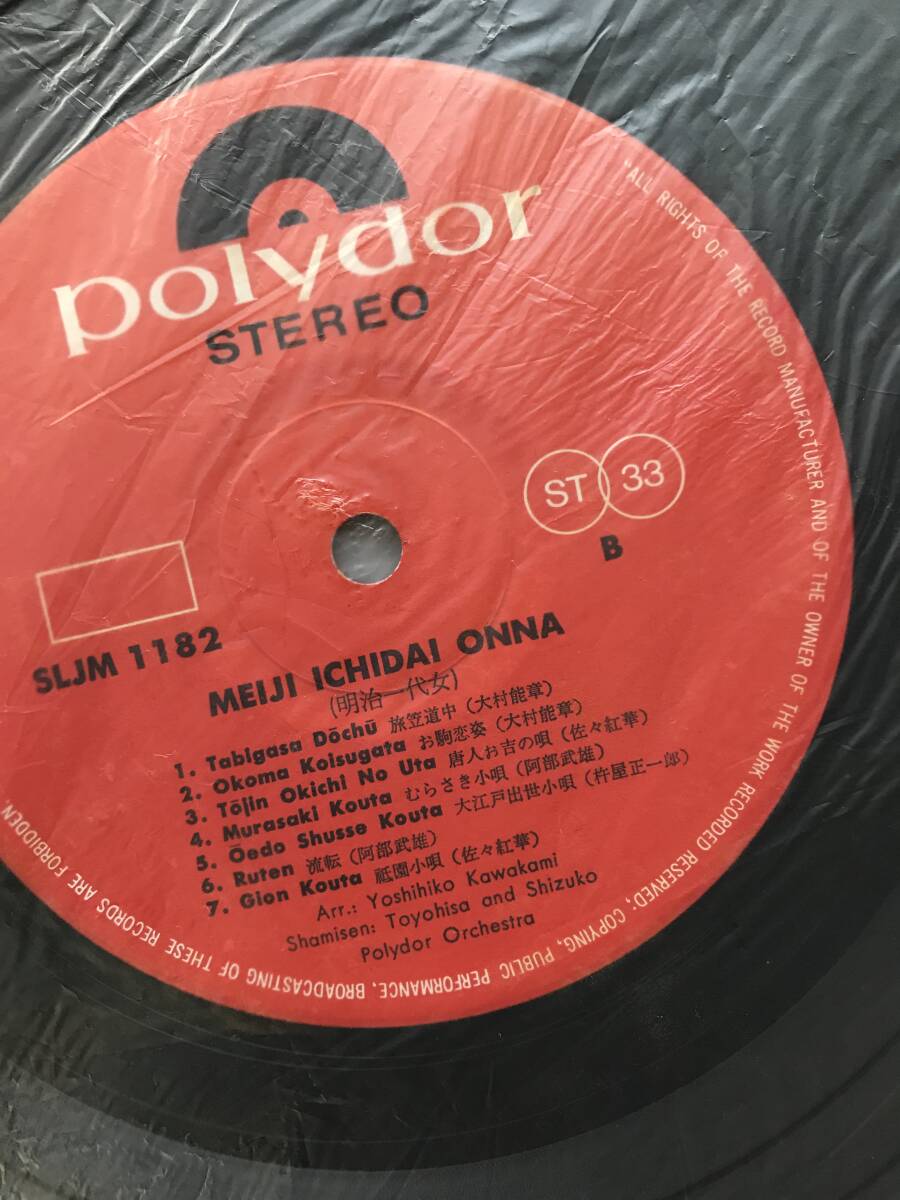 polydor
STEREO
ST 33
B
SLJM 1182
MEIJI ICHIDAI ONNA
(明治一代女)
1. Tabigasa Dōchū 旅笠道中 (大村能章)
2. Okoma Koisugata お駒恋姿 (大村能章)
3. Tōjin Okichi No Uta 唐人お吉の唄 (佐々紅華)
4. Murasaki Kouta むらさき小唄 (阿部武雄)
5. Ōedo Shusse Kouta 大江戸出世小唄 (杵屋正一郎)
6. Ruten 流転 (阿部武雄)
7. Gion Kouta 祗園小唄 (佐々紅華)
Arr.: Yoshihiko Kawakami
Shamisen: Toyohisa and Shizuko
Polydor Orchestra
"ALL RIGHTS OF THE RECORD MANUFACTURER AND OF THE OWNER OF THE WORK RECORDED RESERVED; COPYING, PUBLIC PERFORMANCE, BROADCASTING OF THESE RECORDS ARE FORBIDDEN,